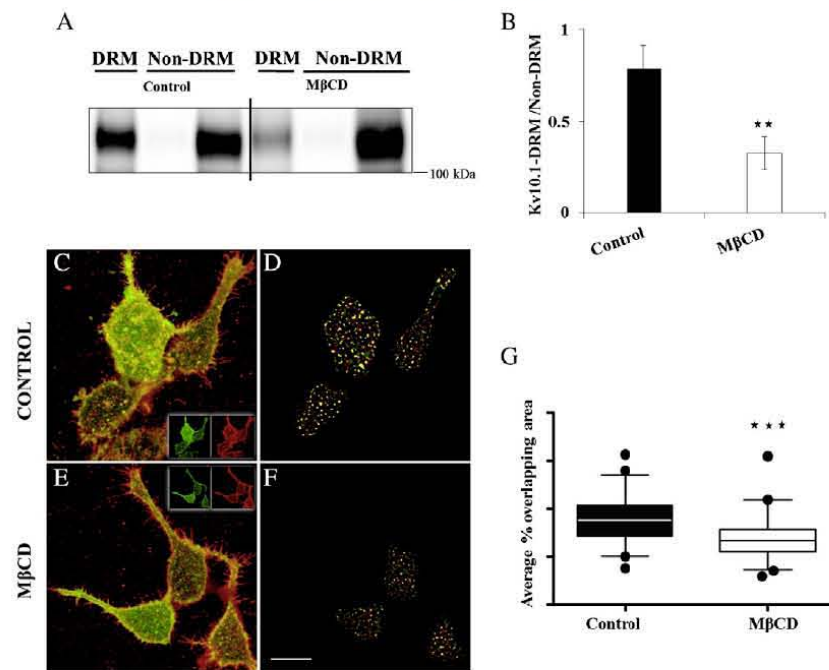 A
DRM Non-DRM DRM Non-DRM
Control MβCD
100 kDa
B
Kv10.1-DRM /Non-DRM
1
0.5
0
★★
Control
MβCD
CONTROL
C
D
MβCD
E
F
G
Average % overlapping area
★★★
Control
MβCD